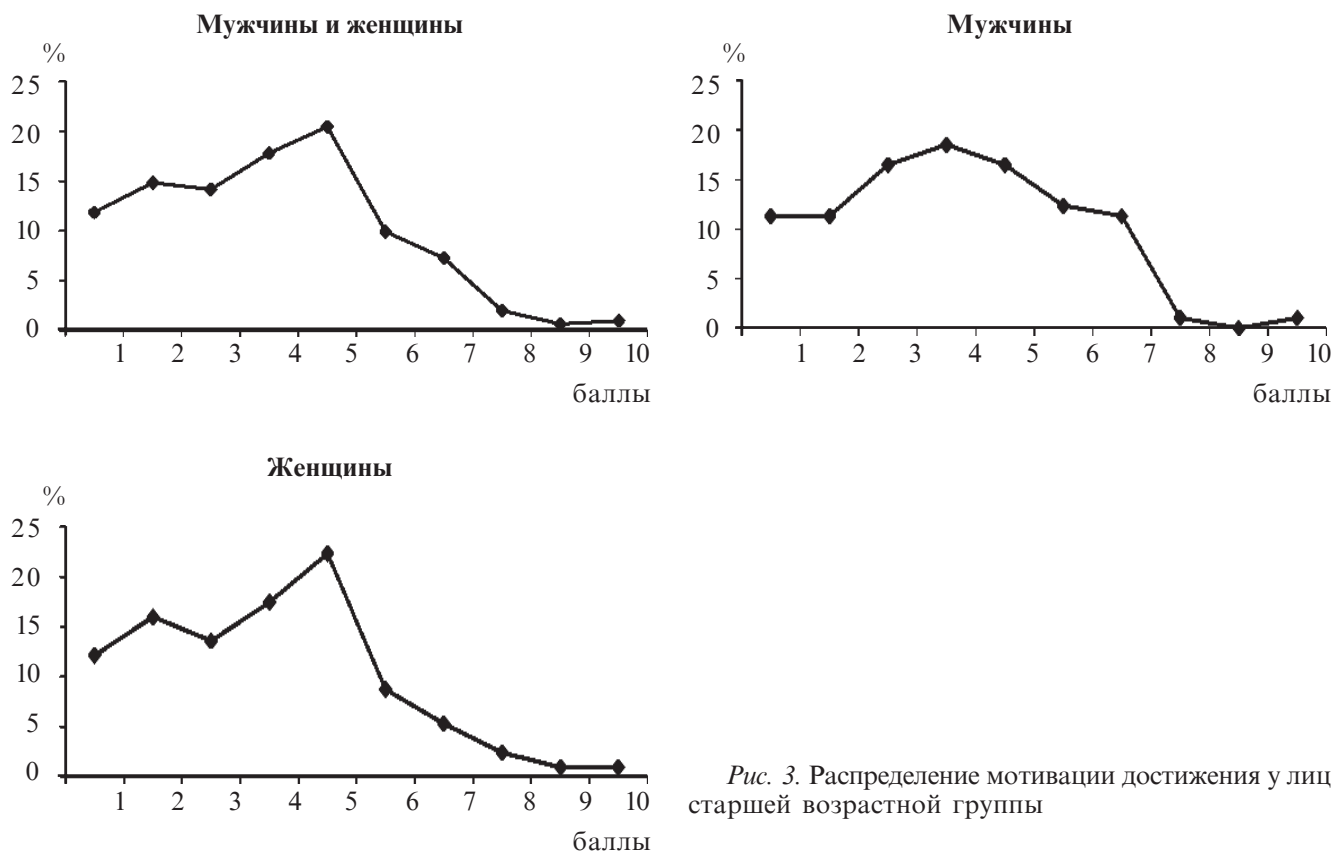 Мужчины и женщины
%
25
20
15
10
5
0
1 2 3 4 5 6 7 8 9 10
баллы
Мужчины
%
25
20
15
10
5
0
1 2 3 4 5 6 7 8 9 10
баллы
Женщины
%
25
20
15
10
5
0
1 2 3 4 5 6 7 8 9 10
баллы
Рис. 3. Распределение мотивации достижения у лиц
старшей возрастной группы